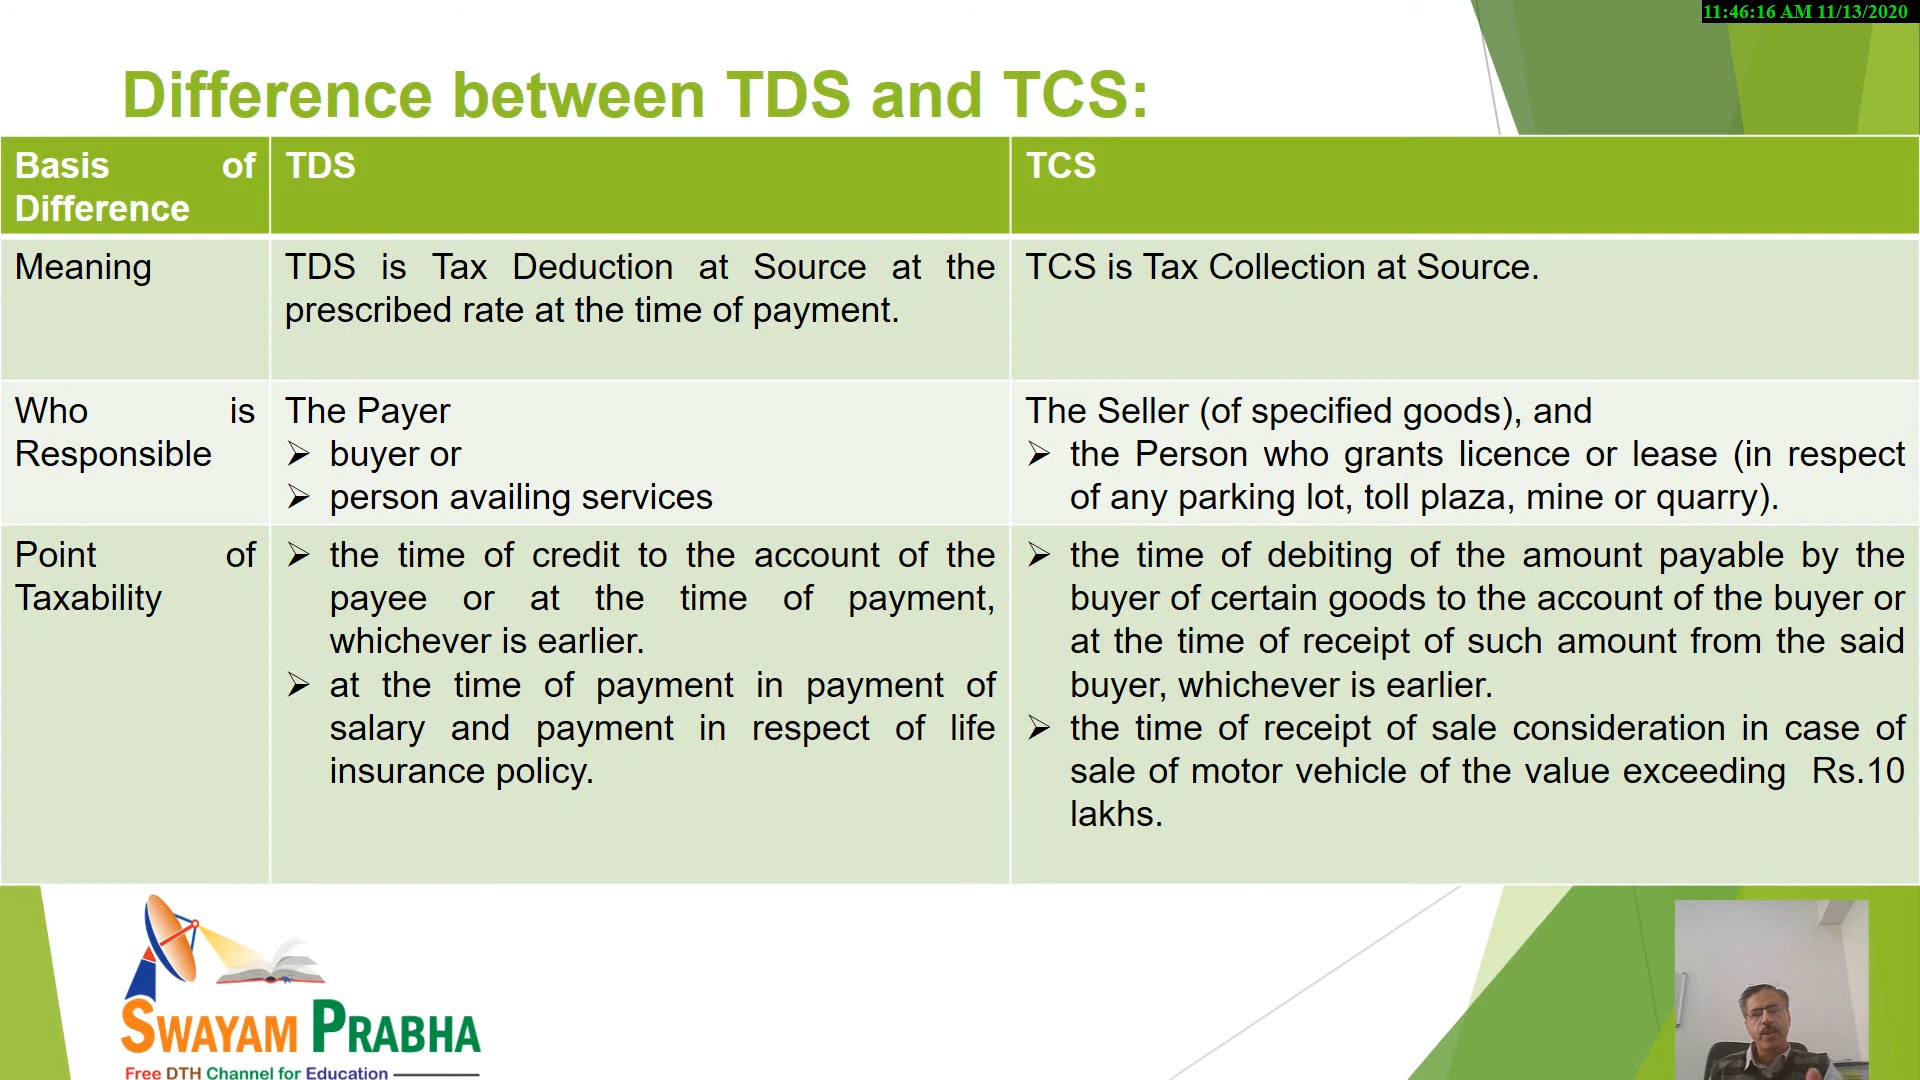 11:46:16 AM 11/13/2020
Difference between TDS and TCS:
Basis of
Difference
TDS
TCS
Meaning
TDS is Tax Deduction at Source at the
prescribed rate at the time of payment.
TCS is Tax Collection at Source.
Who is
Responsible
The Payer
➢ buyer or
➢ person availing services
The Seller (of specified goods), and
➢ the Person who grants licence or lease (in respect
of any parking lot, toll plaza, mine or quarry).
Point of
Taxability
➢ the time of credit to the account of the
payee or at the time of payment,
whichever is earlier.
➢ at the time of payment in payment of
salary and payment in respect of life
insurance policy.
➢ the time of debiting of the amount payable by the
buyer of certain goods to the account of the buyer or
at the time of receipt of such amount from the said
buyer, whichever is earlier.
➢ the time of receipt of sale consideration in case of
sale of motor vehicle of the value exceeding Rs.10
lakhs.
SWAYAM PRABHA
Free DTH Channel for Education